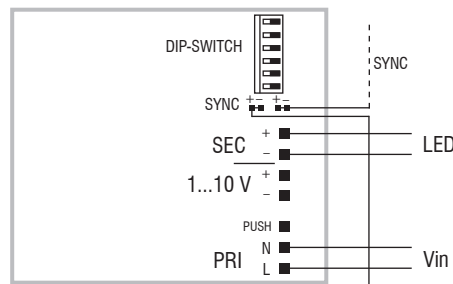 DIP-SWITCH
SYNC
SYNC + – + –
SEC + –
LED
1...10 V + –
PUSH
PRI N L
Vin